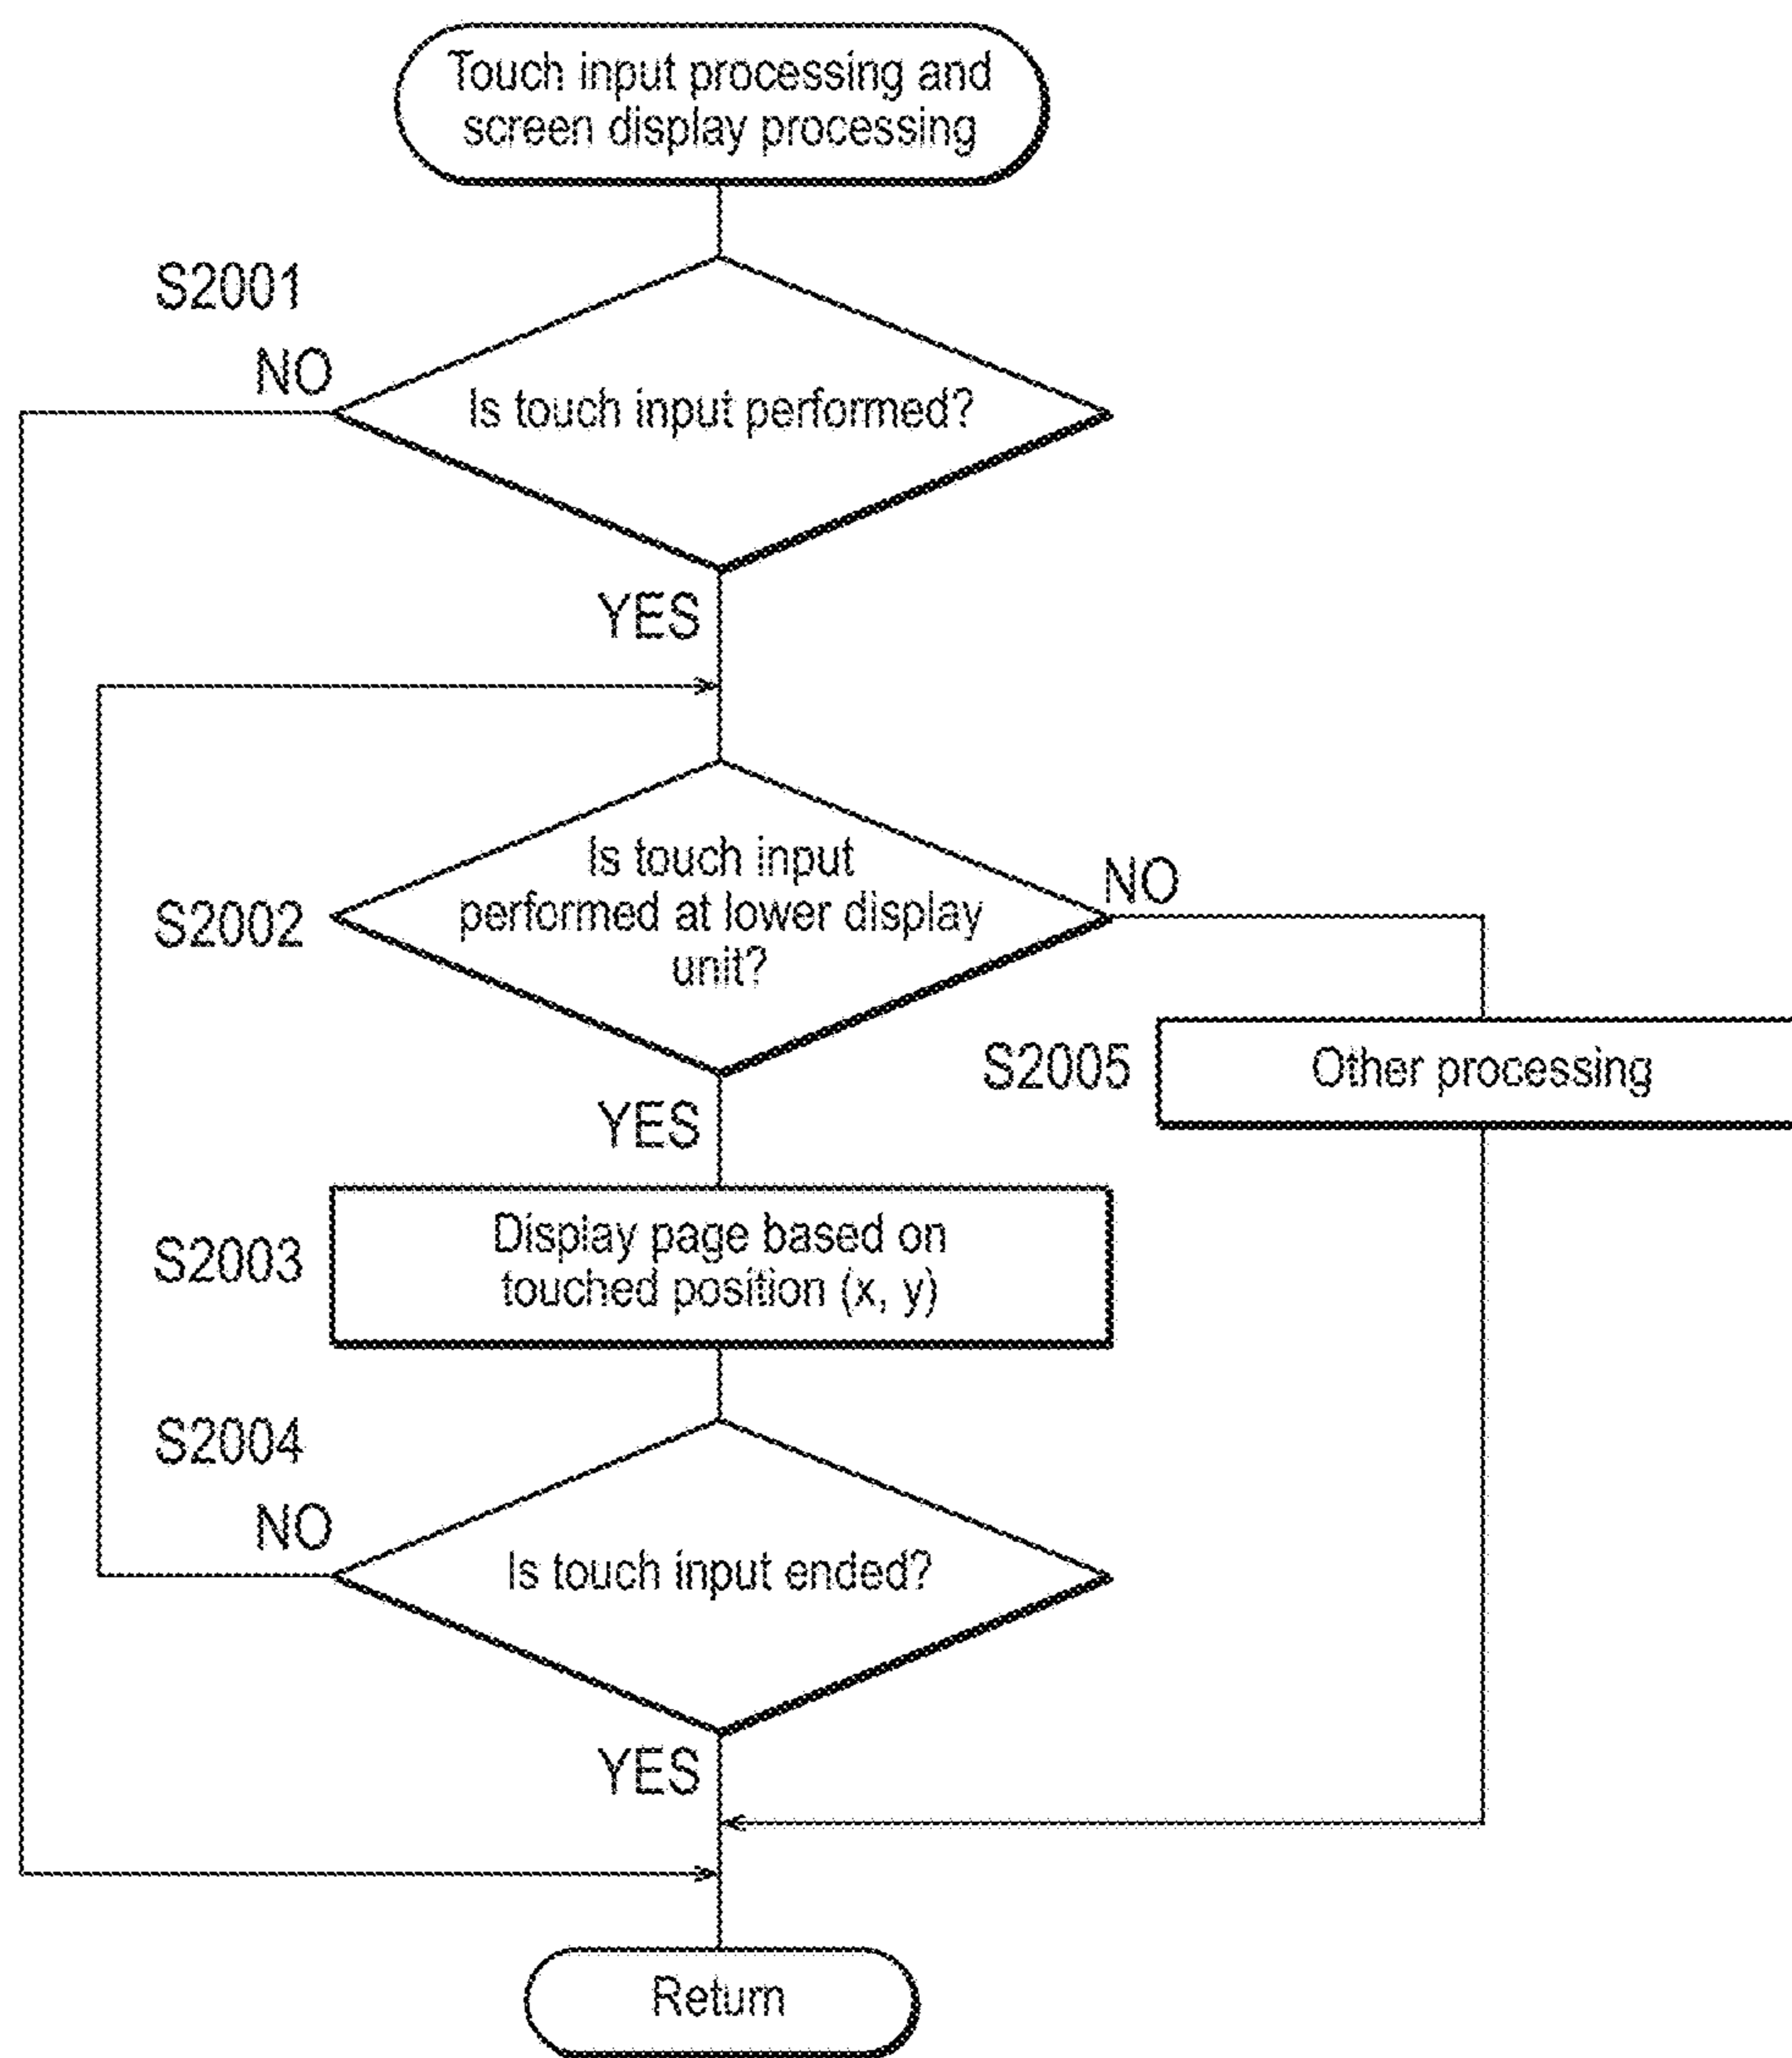 Touch input processing and
screen display processing
S2001
NO
Is touch input performed?
YES
Is touch input
performed at lower display
unit?
NO
S2002
S2005
Other processing
YES
Display page based on
touched position (x, y)
S2003
S2004
NO
Is touch input ended?
YES
Return